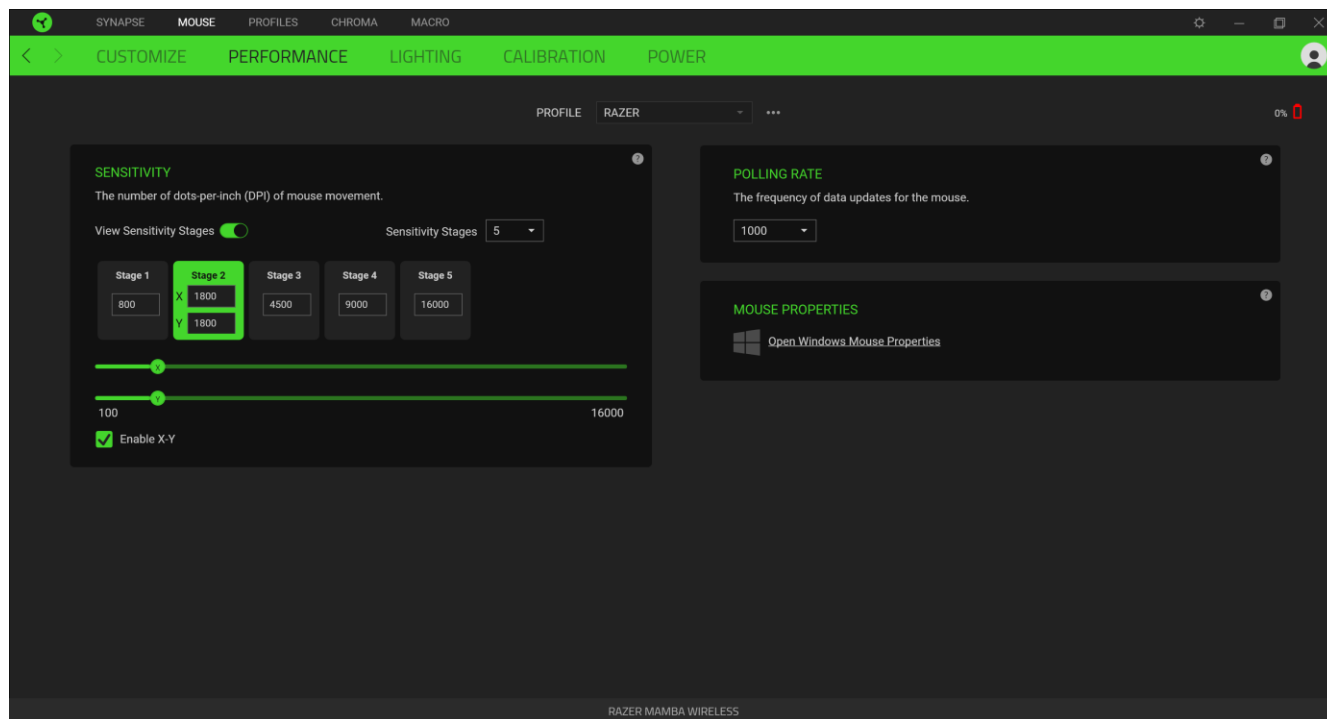 SYNAPSE MOUSE PROFILES CHROMA MACRO
CUSTOMIZE PERFORMANCE LIGHTING CALIBRATION POWER
PROFILE RAZER
0%
SENSITIVITY
The number of dots-per-inch (DPI) of mouse movement.
View Sensitivity Stages Sensitivity Stages 5
Stage 1 Stage 2 Stage 3 Stage 4 Stage 5
800 X 1800 4500 9000 16000
Y 1800
X
Y
100 16000
Enable X-Y
POLLING RATE
The frequency of data updates for the mouse.
1000
MOUSE PROPERTIES
Open Windows Mouse Properties
RAZER MAMBA WIRELESS